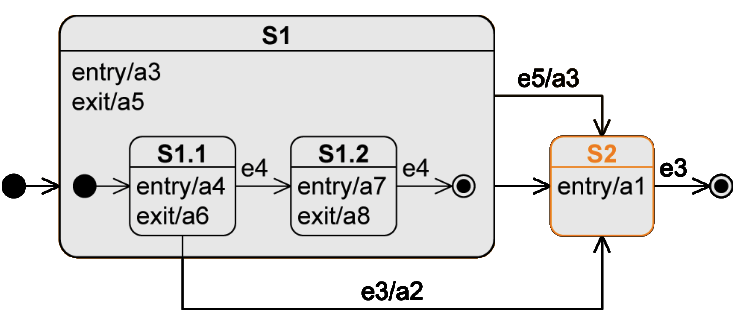 S1
entry/a3
exit/a5
e5/a3
S1.1
entry/a4
exit/a6
e4
S1.2
entry/a7
exit/a8
e4
S2
entry/a1
e3
e3/a2